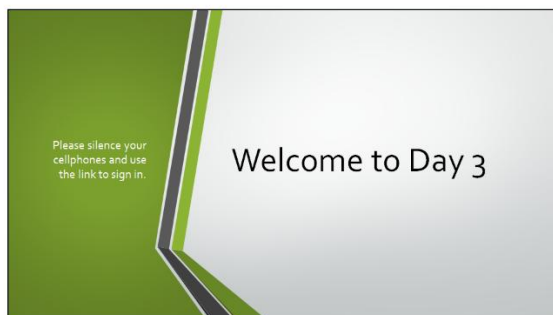 Please silence your
cellphones and use
the link to sign in.
Welcome to Day 3